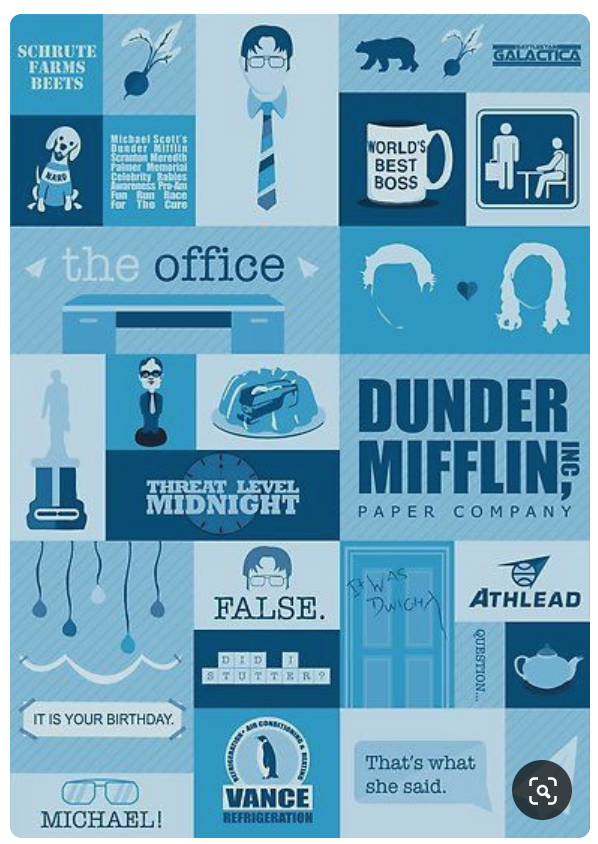 SCHRUTE
FARMS
BEETS
BATTLESTAR
GALACTICA
NARD
Michael Scott's
Dunder Mifflin
Scranton Meredith
Palmer Memorial
Celebrity Rabies
Awareness Pro-Am
Fun Run Race
For The Cure
WORLD'S
BEST
BOSS
the office
THREAT LEVEL
MIDNIGHT
DUNDER
MIFFLIN, INC
PAPER COMPANY
FALSE.
IT WAS
DWIGHT
ATHLEAD
DID I
STUTTER?
QUESTION...
IT IS YOUR BIRTHDAY.
MICHAEL!
REFRIGERATION • AIR CONDITIONING & HEATING
VANCE
REFRIGERATION
That's what
she said.